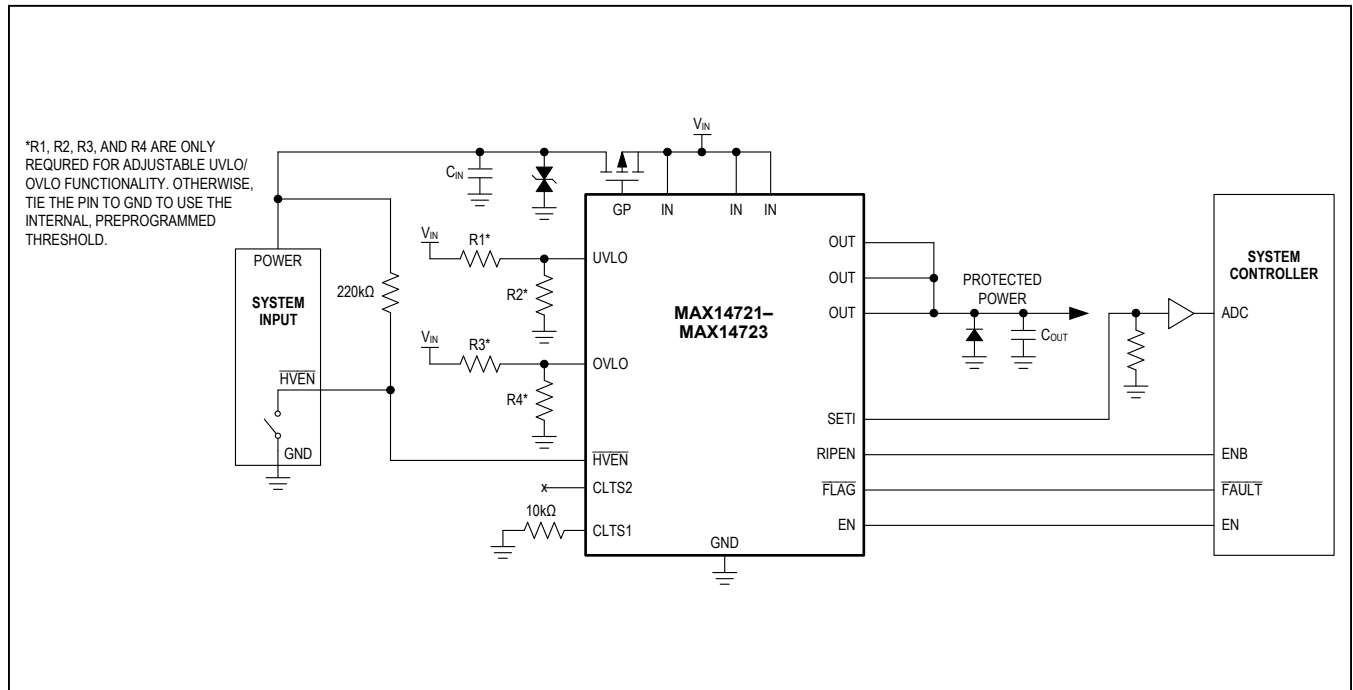 *R1, R2, R3, AND R4 ARE ONLY
REQURED FOR ADJUSTABLE UVLO/
OVLO FUNCTIONALITY. OTHERWISE,
TIE THE PIN TO GND TO USE THE
INTERNAL, PREPROGRAMMED
THRESHOLD.
POWER
SYSTEM
INPUT
HVEN
GND
220kΩ
CIN
VIN
GP
IN
IN
IN
VIN
R1*
R2*
UVLO
VIN
R3*
R4*
OVLO
HVEN
CLTS2
x
10kΩ
CLTS1
GND
MAX14721–
MAX14723
OUT
OUT
OUT
SETI
RIPEN
FLAG
EN
PROTECTED
POWER
COUT
SYSTEM
CONTROLLER
ADC
ENB
FAULT
EN